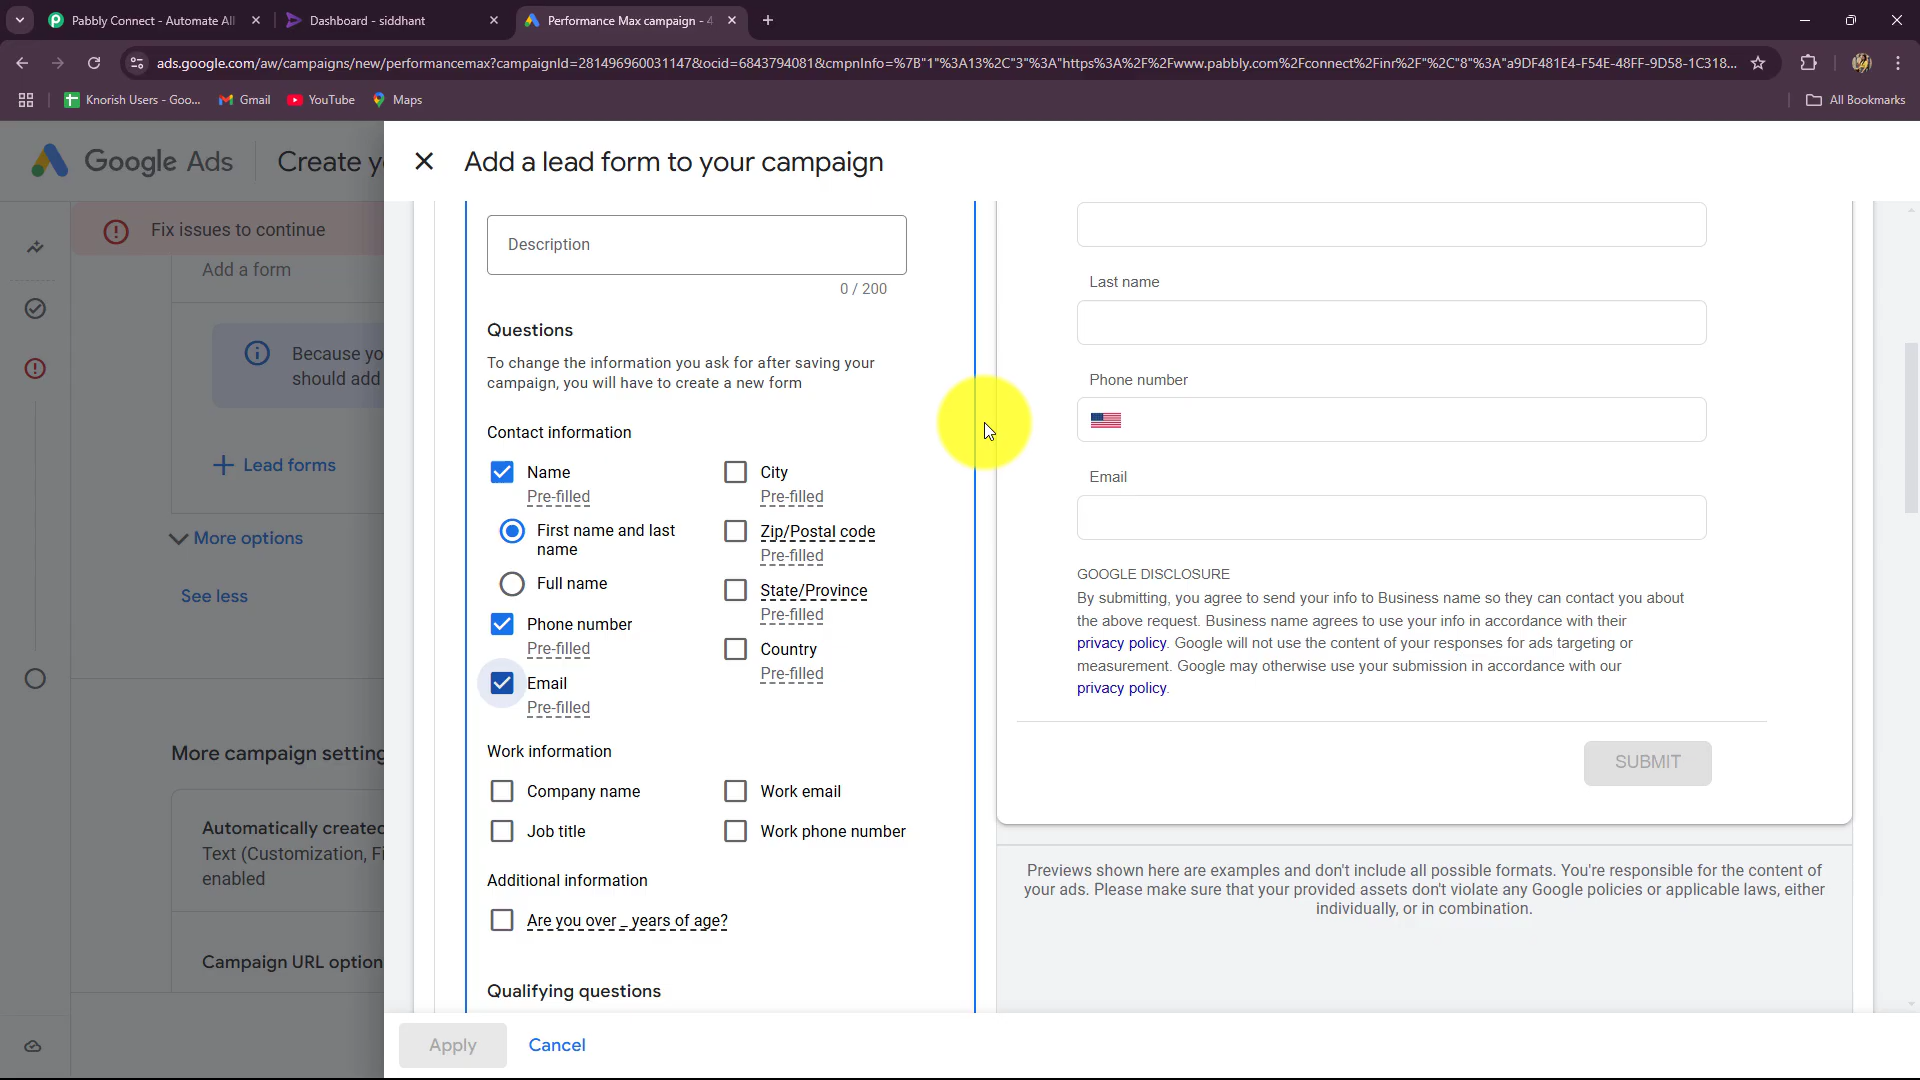 Pabbly Connect - Automate All
Dashboard - siddhant
Performance Max campaign - 4
ads.google.com/aw/campaigns/new/performancemax?campaignId=281496960031147&ocid=6843794081&cmpnInfo=%7B"1"%3A13%2C"3"%3A"https%3A%2F%2Fwww.pabbly.com%2Fconnect%2Finr%2F"%2C"8"%3A"a9DF481E4-F54E-48FF-9D58-1C318...
Knorish Users - Goo...
Gmail
YouTube
Maps
All Bookmarks
Google Ads
Create yo
Add a lead form to your campaign
Fix issues to continue
Add a form
Because yo
should add
Lead forms
More options
See less
More campaign setting
Automatically created
Text (Customization, Fi
enabled
Campaign URL option
Description
0 / 200
Questions
To change the information you ask for after saving your
campaign, you will have to create a new form
Contact information
Name
Pre-filled
First name and last
name
Full name
Phone number
Pre-filled
Email
Pre-filled
City
Pre-filled
Zip/Postal code
Pre-filled
State/Province
Pre-filled
Country
Pre-filled
Work information
Company name
Work email
Job title
Work phone number
Additional information
Are you over _ years of age?
Qualifying questions
Last name
Phone number
Email
GOOGLE DISCLOSURE
By submitting, you agree to send your info to Business name so they can contact you about
the above request. Business name agrees to use your info in accordance with their
privacy policy. Google will not use the content of your responses for ads targeting or
measurement. Google may otherwise use your submission in accordance with our
privacy policy.
SUBMIT
Previews shown here are examples and don't include all possible formats. You're responsible for the content of
your ads. Please make sure that your provided assets don't violate any Google policies or applicable laws, either
individually, or in combination.
Apply
Cancel